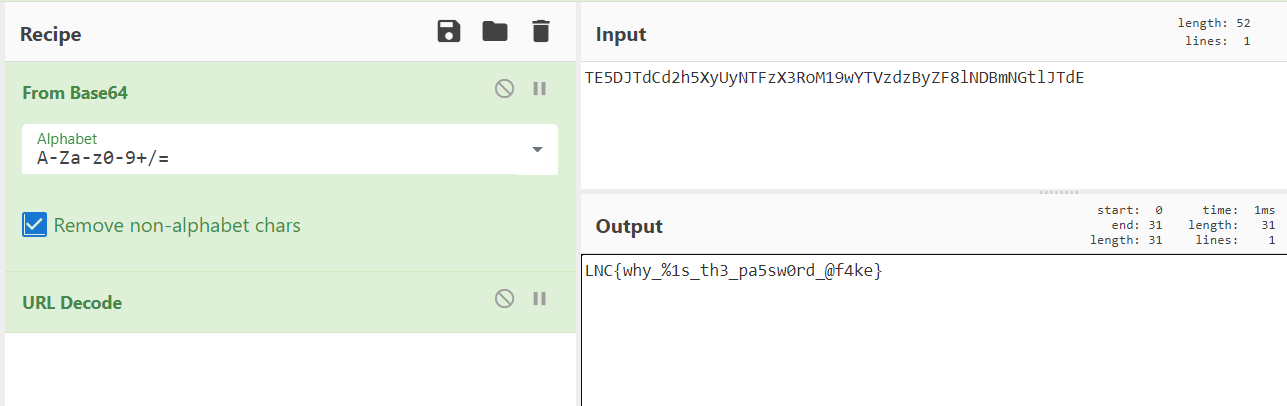 Recipe
From Base64
Alphabet
A-Za-z0-9+/=
Remove non-alphabet chars
URL Decode
Input
length: 52
lines: 1
TE5DJTdCd2h5XyUyNTFzX3RoM19wYTVzdzByZF8lNDBmNGtlJTdE
Output
start: 0 time: 1ms
end: 31 length: 31
length: 31 lines: 1
LNC{why_%1s_th3_pa5sw0rd_@f4ke}